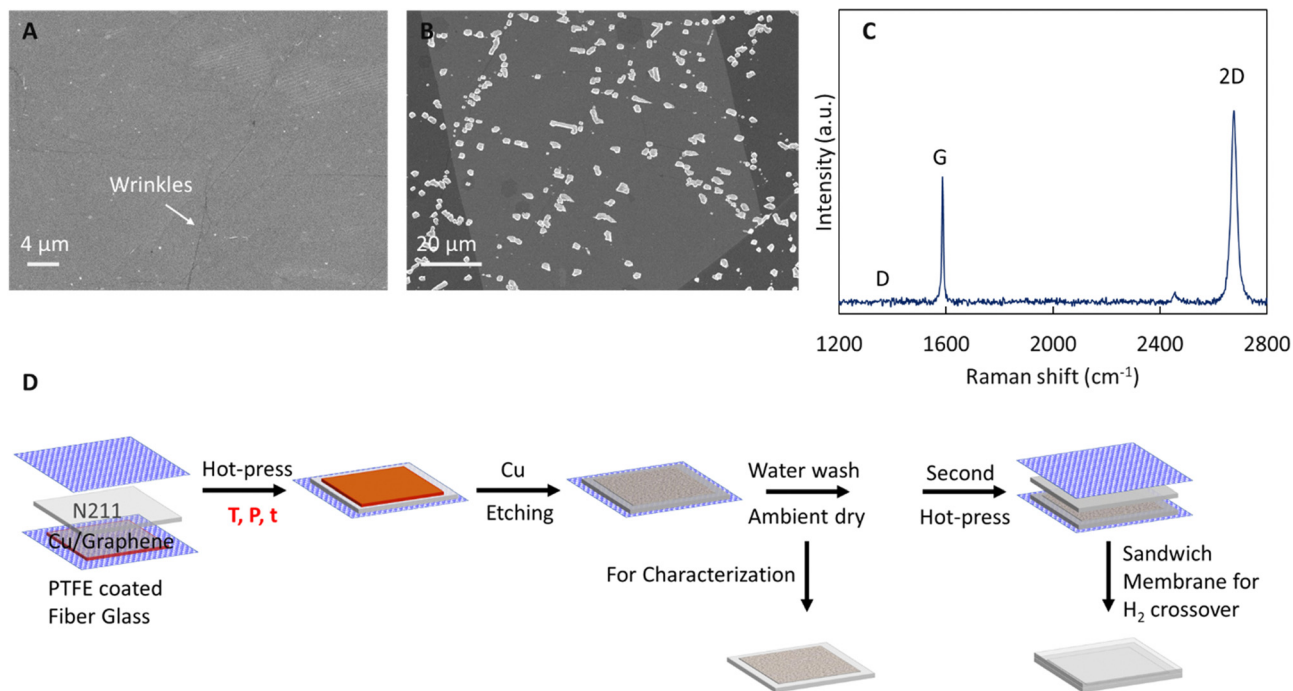 A
Wrinkles
4 μm
B
20 μm
C
Intensity (a.u.)
D
G
2D
1200 1600 2000 2400 2800
Raman shift (cm⁻¹)
D
N211
Cu/Graphene
PTFE coated
Fiber Glass
Hot-press
T, P, t
Cu
Etching
Water wash
Ambient dry
For Characterization
Second
Hot-press
Sandwich
Membrane for
H₂ crossover